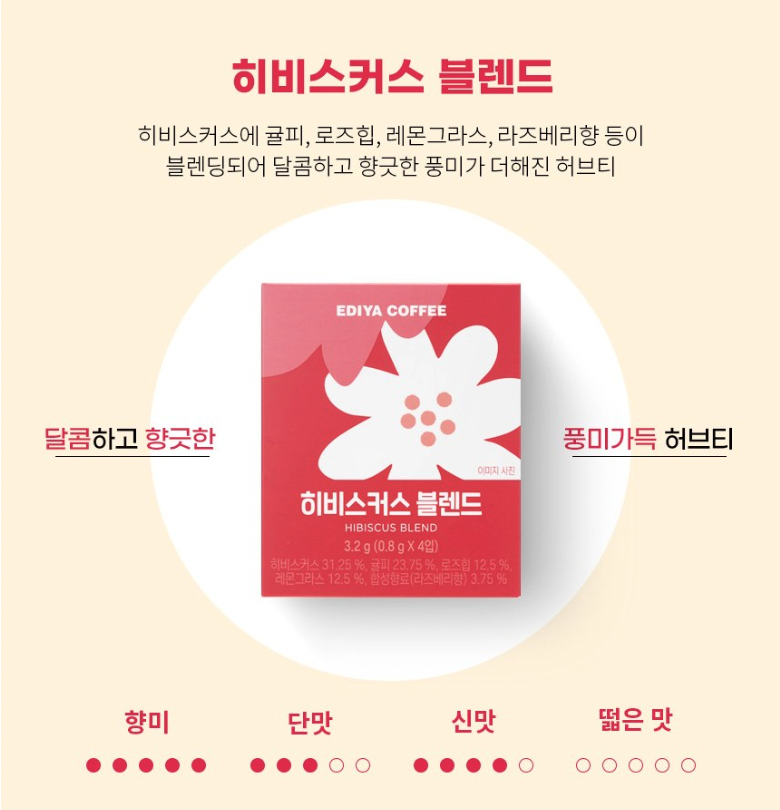 히비스커스 블렌드
히비스커스에 귤피, 로즈힙, 레몬그라스, 라즈베리향 등이
블렌딩되어 달콤하고 향긋한 풍미가 더해진 허브티
EDIYA COFFEE
달콤하고 향긋한
풍미가득 허브티
이미지 사진
히비스커스 블렌드
HIBISCUS BLEND
3.2 g (0.8 g X 4입)
히비스커스 31.25 %, 귤피 23.75 %, 로즈힙 12.5 %,
레몬그라스 12.5 %, 합성향료(라즈베리향) 3.75 %
향미
단맛
신맛
떫은 맛